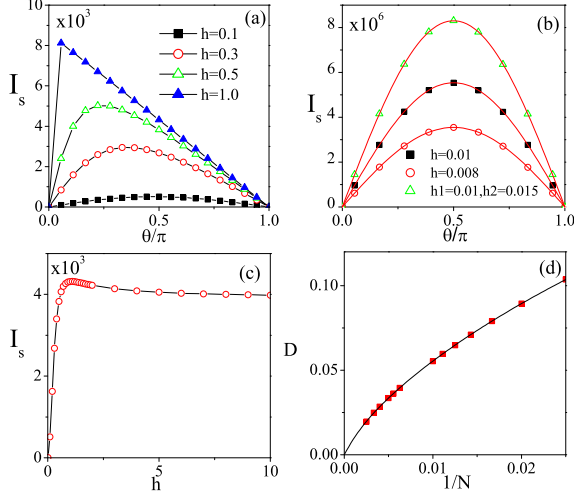 x10³ (a)
10
8
6
4
2
0
I_s
h=0.1
h=0.3
h=0.5
h=1.0
0.0 0.5 1.0
θ/π
x10⁶ (b)
8
6
4
2
0
I_s
h=0.01
h=0.008
h1=0.01,h2=0.015
0.0 0.5 1.0
θ/π
x10³ (c)
4
2
0
I_s
0 5 10
h
(d)
0.10
0.05
0.00
D
0.00 0.01 0.02
1/N